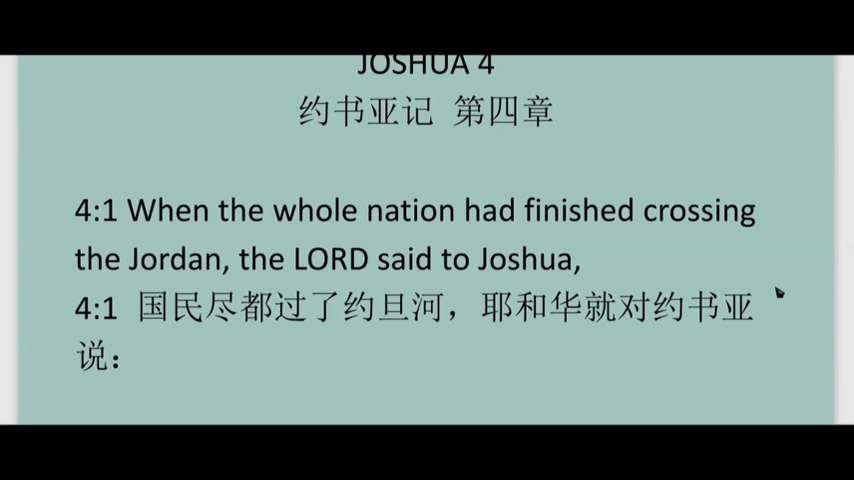 JOSHUA 4
约书亚记 第四章
4:1 When the whole nation had finished crossing
the Jordan, the LORD said to Joshua,
4:1 国民尽都过了约旦河，耶和华就对约书亚
说：